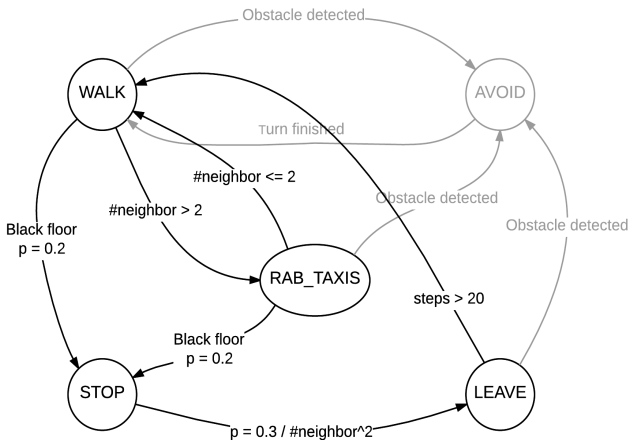 Obstacle detected
WALK
AVOID
Turn finished
#neighbor <= 2
Obstacle detected
#neighbor > 2
Obstacle detected
Black floor
p = 0.2
RAB_TAXIS
steps > 20
Black floor
p = 0.2
STOP
LEAVE
p = 0.3 / #neighbor^2